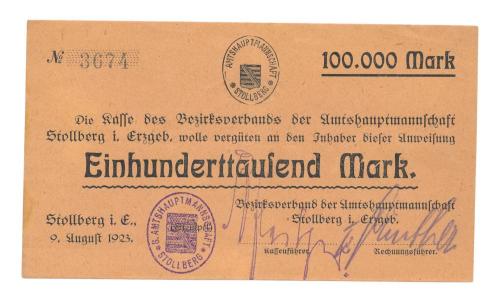 № 3674
AMTSHAUPTMANNSCHAFT STOLLBERG
100.000 Mark
Die Kasse des Bezirksverbands der Amtshauptmannschaft
Stollberg i. Erzgeb. wolle vergüten an den Inhaber dieser Anweisung
Einhunderttausend Mark.
Stollberg i. E.,
9. August 1923.
S. AMTSHAUPTMANNSCHAFT STOLLBERG
Bezirksverband der Amtshauptmannschaft
Stollberg i. Erzgeb.
Kassenführer.
Rechnungsführer.